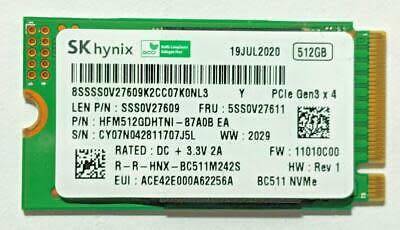 SK hynix
19JUL2020 512GB
8SSSS0V27609K2CC07K0NL3 Y PCIe Gen3 x 4
LEN P/N : SSS0V27609 FRU : 5SS0V27611
P/N : HFM512GDHTNI-87A0B EA
S/N : CY07N042811707J5L WW : 2029
RATED : DC + 3.3V 2A FW : 11010C00
R-R-HNX-BC511M242S HW : Rev 1
EUI : ACE42E000A62256A BC511 NVMe